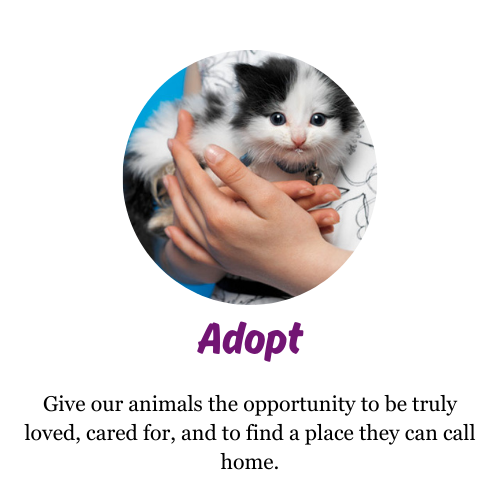 Adopt
Give our animals the opportunity to be truly
loved, cared for, and to find a place they can call
home.